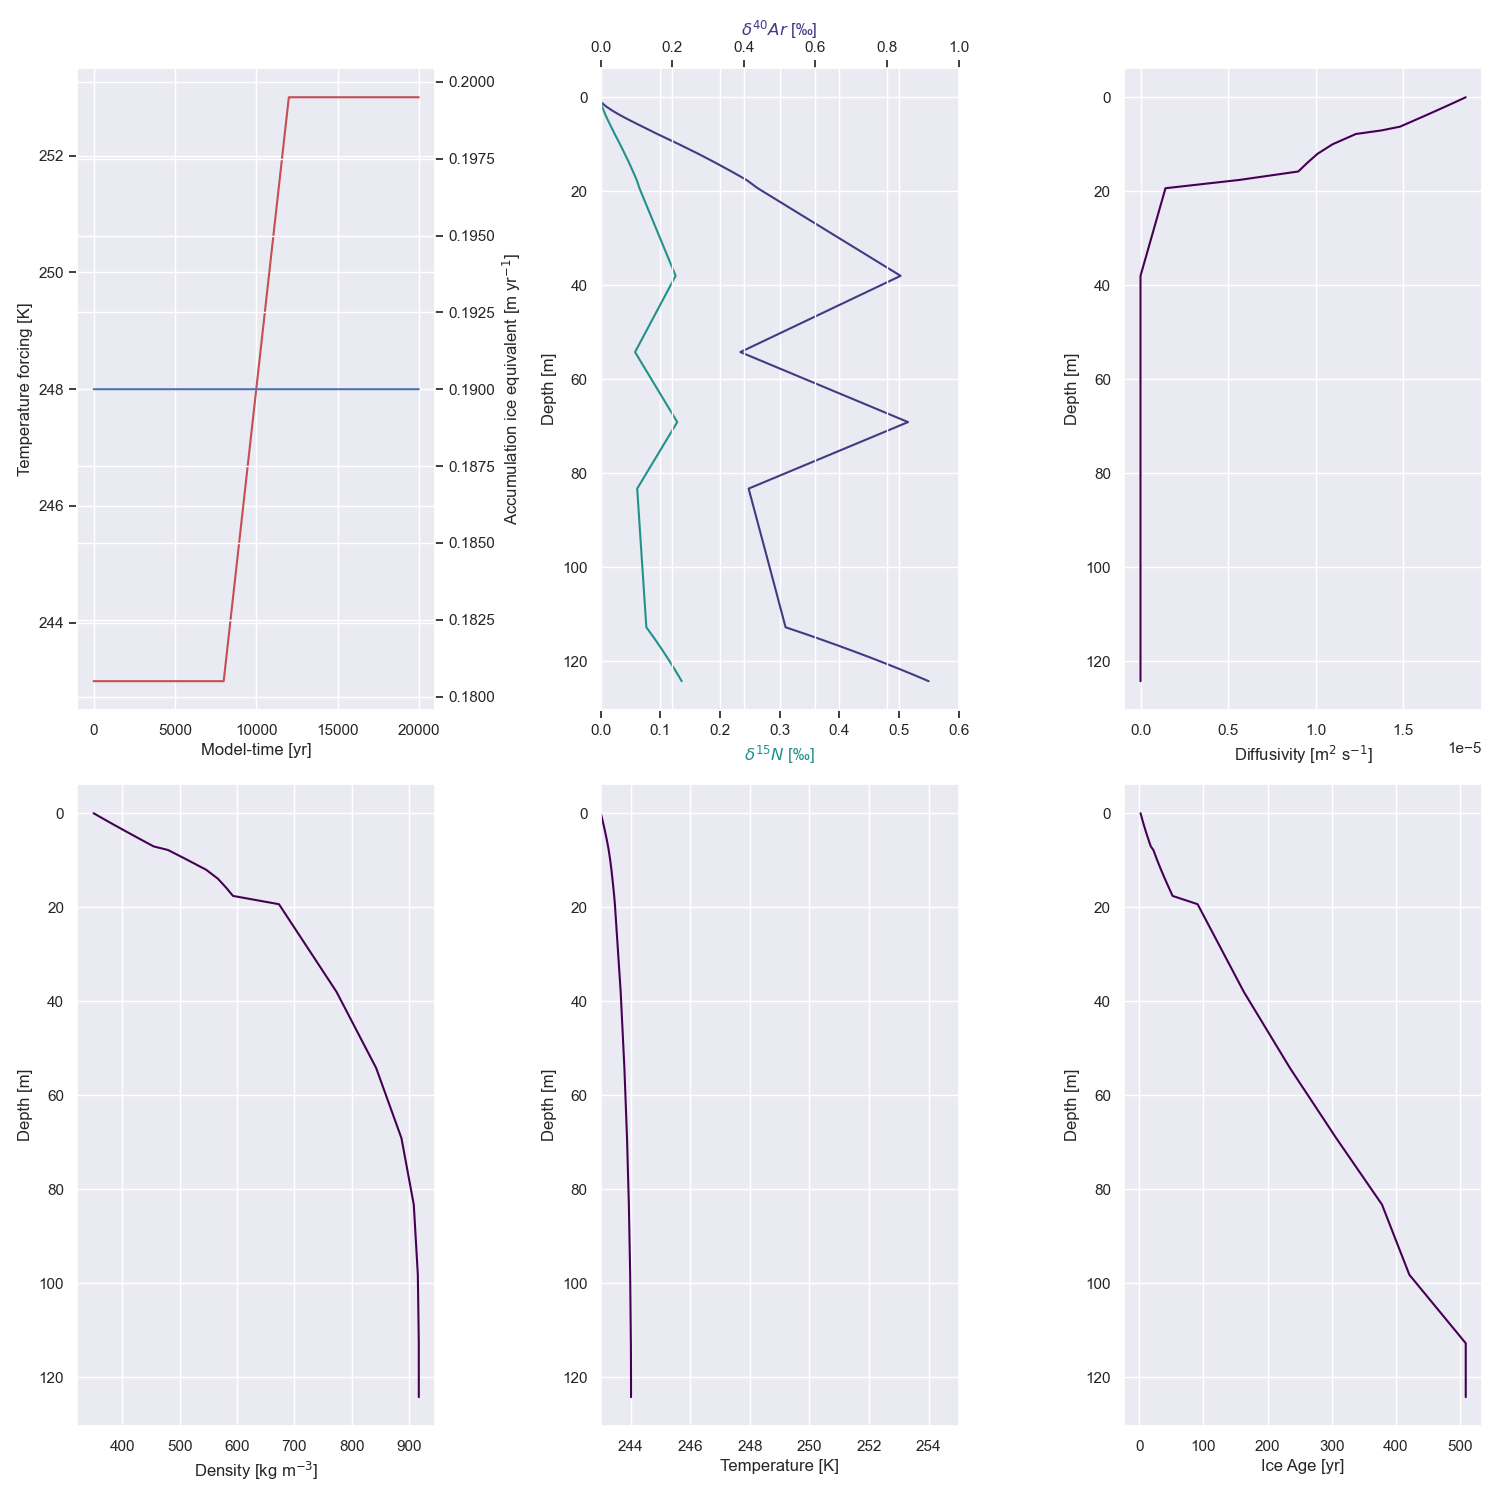 δ⁴⁰Ar [‰]
0.0 0.2 0.4 0.6 0.8 1.0
Temperature forcing [K]
252
250
248
246
244
0 5000 10000 15000 20000
Model-time [yr]
0.2000
0.1975
0.1950
0.1925
0.1900
0.1875
0.1850
0.1825
0.1800
Accumulation ice equivalent [m yr⁻¹]
Depth [m]
0
20
40
60
80
100
120
0.0 0.1 0.2 0.3 0.4 0.5 0.6
δ¹⁵N [‰]
Depth [m]
0
20
40
60
80
100
120
0.0 0.5 1.0 1.5
1e−5
Diffusivity [m² s⁻¹]
Depth [m]
0
20
40
60
80
100
120
400 500 600 700 800 900
Density [kg m⁻³]
Depth [m]
0
20
40
60
80
100
120
244 246 248 250 252 254
Temperature [K]
Depth [m]
0
20
40
60
80
100
120
0 100 200 300 400 500
Ice Age [yr]